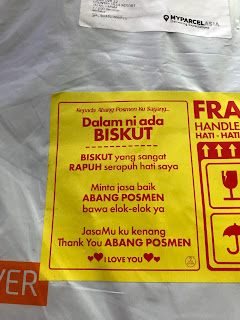 MYPARCELASIA
Kepada Abang Posmen Ku Sayang...
Dalam ni ada
BISKUT
BISKUT yang sangat
RAPUH serapuh hati saya
Minta jasa baik
ABANG POSMEN
bawa elok-elok ya
JasaMu ku kenang
Thank You ABANG POSMEN
I LOVE YOU
FRA
HANDLE
HATI - HATI
VER